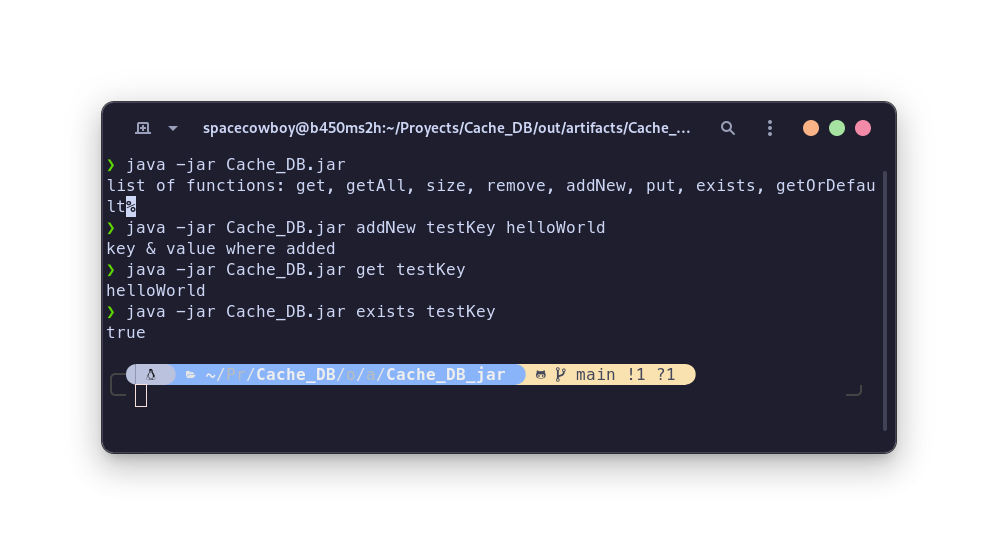 spacecowboy@b450ms2h:~/Proyects/Cache_DB/out/artifacts/Cache_...
❯ java -jar Cache_DB.jar
list of functions: get, getAll, size, remove, addNew, put, exists, getOrDefau
lt%
❯ java -jar Cache_DB.jar addNew testKey helloWorld
key & value where added
❯ java -jar Cache_DB.jar get testKey
helloWorld
❯ java -jar Cache_DB.jar exists testKey
true
~/Pr/Cache_DB/o/a/Cache_DB_jar main !1 ?1